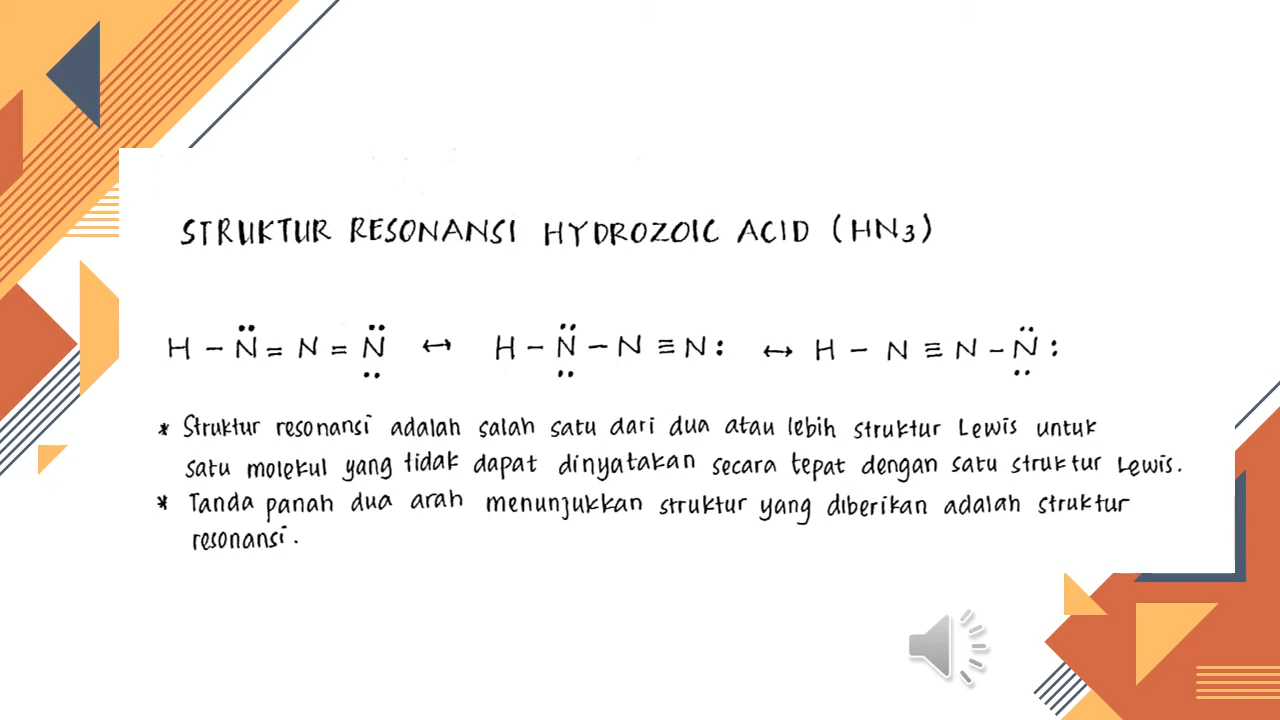 STRUKTUR RESONANSI HYDROZOIC ACID (HN₃)
H – N̤̈ = N = N̤̈ ↔ H – N̤̈ – N ≡ N: ↔ H – N ≡ N – N̤̈:
* Struktur resonansi adalah salah satu dari dua atau lebih struktur Lewis untuk
satu molekul yang tidak dapat dinyatakan secara tepat dengan satu struktur Lewis.
* Tanda panah dua arah menunjukkan struktur yang diberikan adalah struktur
resonansi.